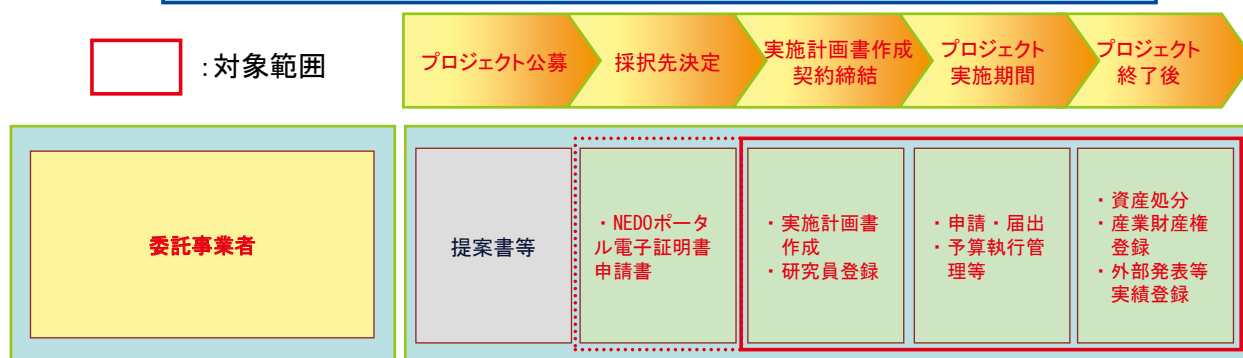 :対象範囲
プロジェクト公募
採択先決定
実施計画書作成
契約締結
プロジェクト
実施期間
プロジェクト
終了後
委託事業者
提案書等
・NEDOポータ
ル電子証明書
申請書
・実施計画書
作成
・研究員登録
・申請・届出
・予算執行管
理等
・資産処分
・産業財産権
登録
・外部発表等
実績登録